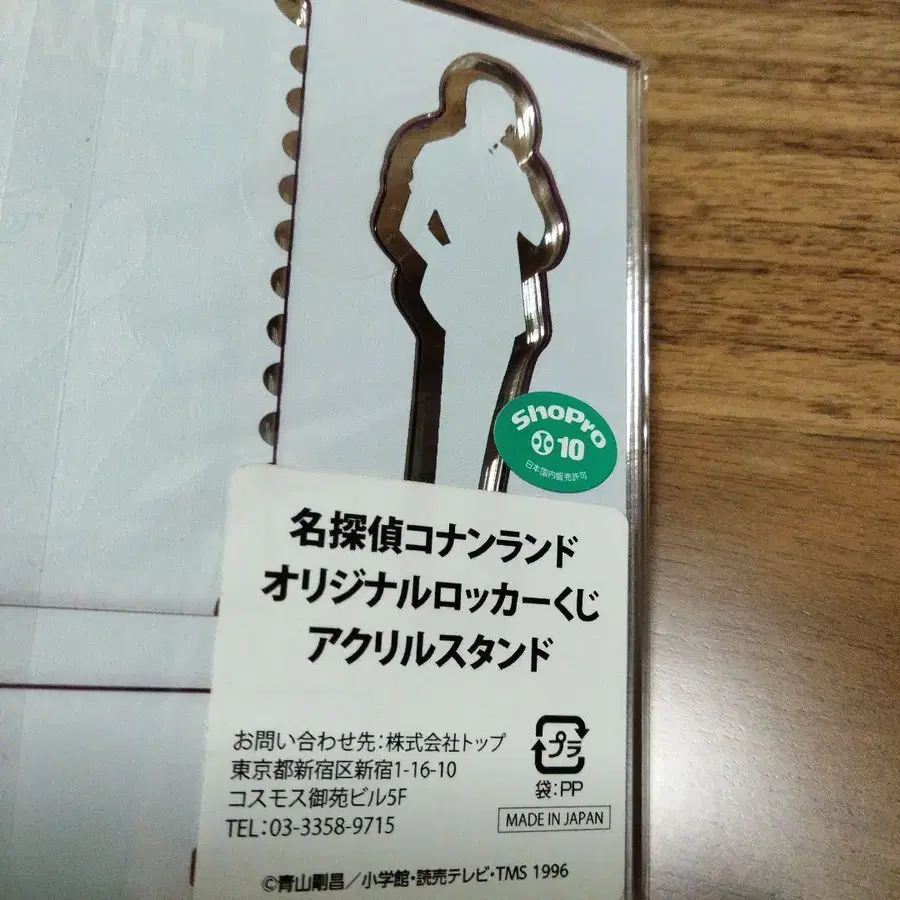 ShoPro
10
日本国内販売許可
名探偵コナンランド
オリジナルロッカーくじ
アクリルスタンド
お問い合わせ先:株式会社トップ
東京都新宿区新宿1-16-10
コスモス御苑ビル5F
TEL:03-3358-9715
プラ
袋:PP
MADE IN JAPAN
©青山剛昌/小学館・読売テレビ・TMS 1996